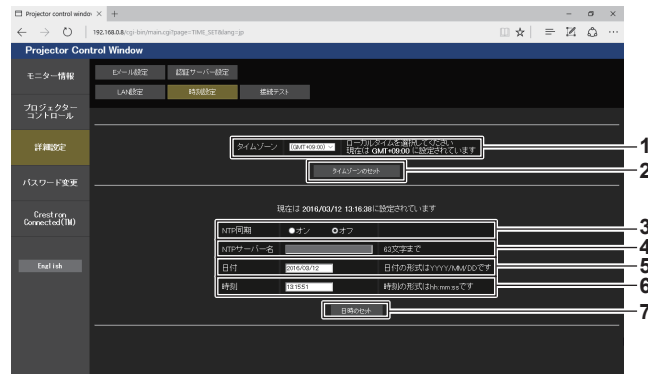 Projector control window
192.168.0.8/cgi-bin/main.cgi?page=TIME_SET&lang=jp
Projector Control Window
モニター情報
Eメール設定 認証サーバー設定
LAN設定 時刻設定 接続テスト
プロジェクター
コントロール
詳細設定
パスワード変更
Crestron
Connected(TM)
English
タイムゾーン (GMT+09:00) ローカルタイムを選択してください
現在は GMT+09:00 に設定されています 1
タイムゾーンのセット 2
現在は 2016/03/12 13:16:38に設定されています
NTP同期 オン オフ 3
NTPサーバー名 63文字まで 4
日付 2016/03/12 日付の形式はYYYY/MM/DDです 5
時刻 13:15:51 時刻の形式はhh:mm:ssです 6
日時のセット 7